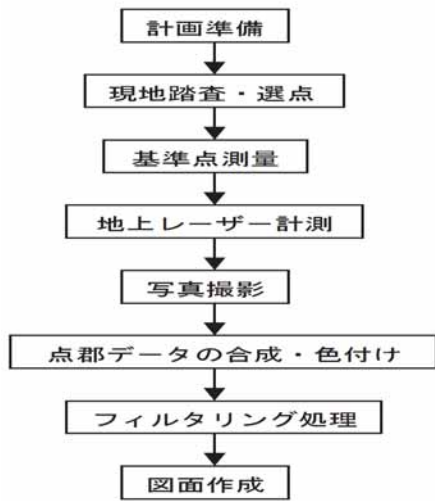 計画準備
現地踏査・選点
基準点測量
地上レーザー計測
写真撮影
点郡データの合成・色付け
フィルタリング処理
図面作成